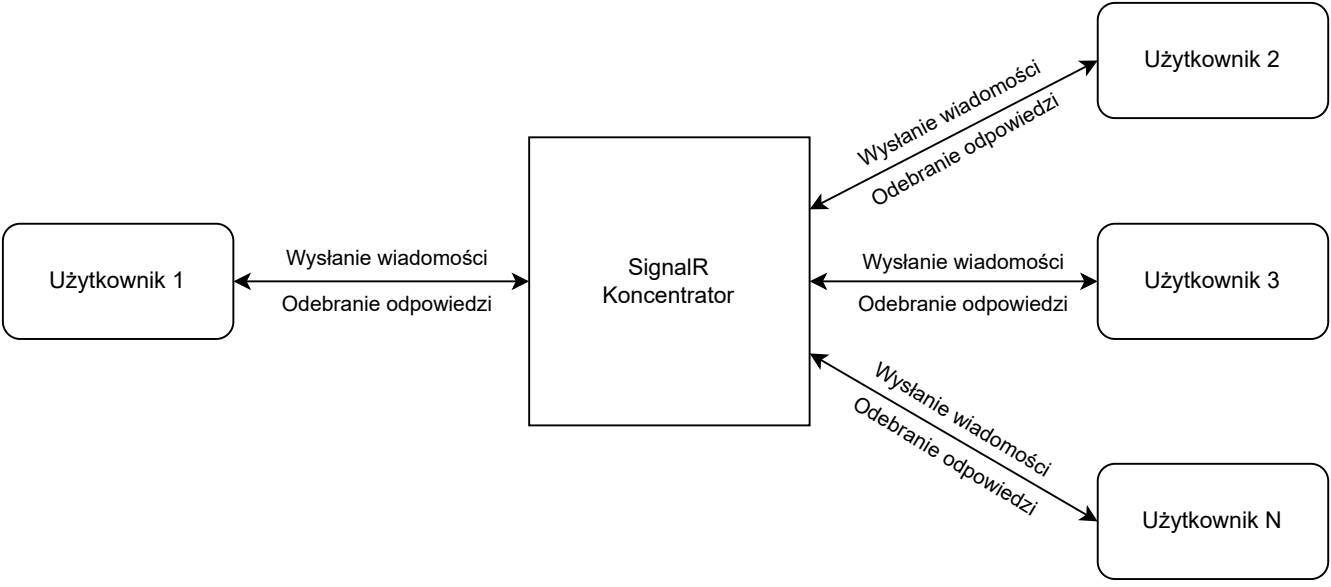 Użytkownik 2
Wysłanie wiadomości
Odebranie odpowiedzi
Użytkownik 1
Wysłanie wiadomości
Odebranie odpowiedzi
SignalR
Koncentrator
Wysłanie wiadomości
Odebranie odpowiedzi
Użytkownik 3
Wysłanie wiadomości
Odebranie odpowiedzi
Użytkownik N